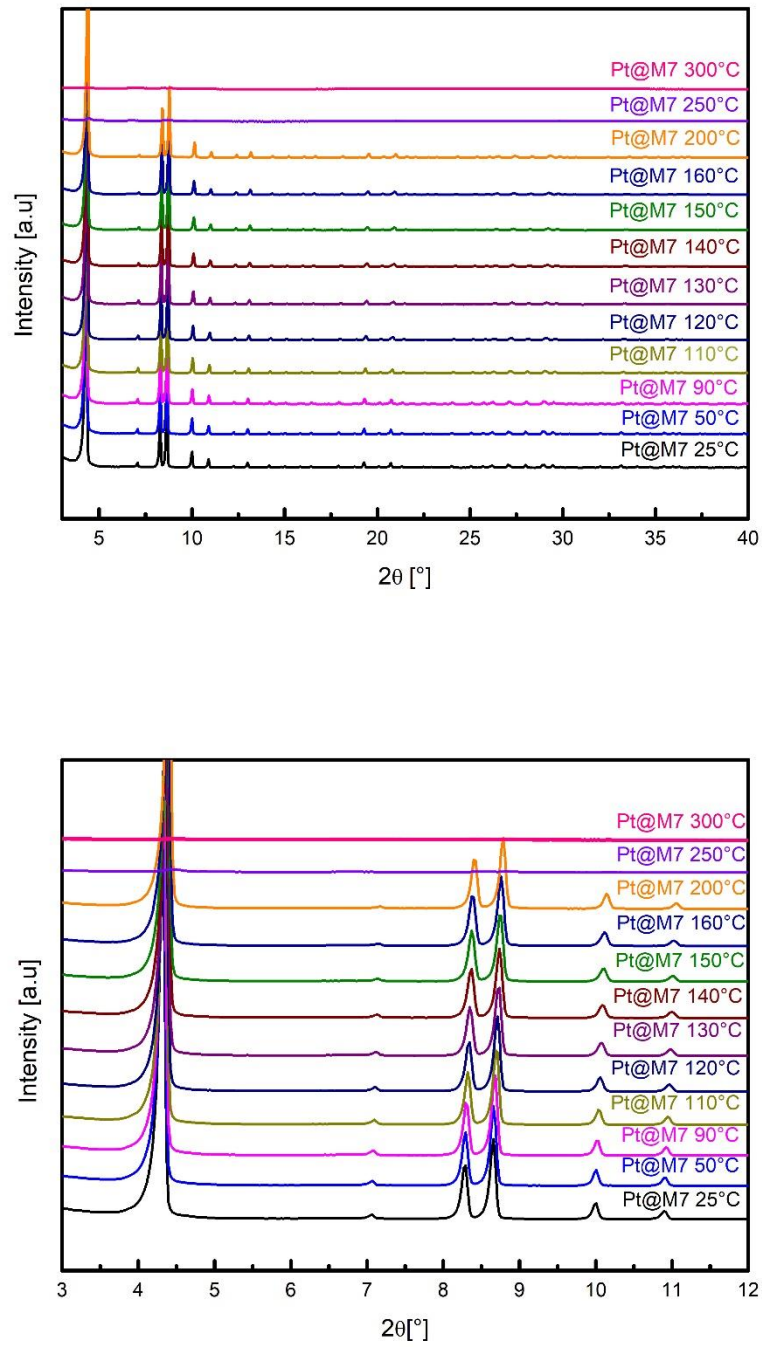 Intensity [a.u]
Pt@M7 300°C
Pt@M7 250°C
Pt@M7 200°C
Pt@M7 160°C
Pt@M7 150°C
Pt@M7 140°C
Pt@M7 130°C
Pt@M7 120°C
Pt@M7 110°C
Pt@M7 90°C
Pt@M7 50°C
Pt@M7 25°C
5 10 15 20 25 30 35 40
2θ [°]
Intensity [a.u]
Pt@M7 300°C
Pt@M7 250°C
Pt@M7 200°C
Pt@M7 160°C
Pt@M7 150°C
Pt@M7 140°C
Pt@M7 130°C
Pt@M7 120°C
Pt@M7 110°C
Pt@M7 90°C
Pt@M7 50°C
Pt@M7 25°C
3 4 5 6 7 8 9 10 11 12
2θ[°]